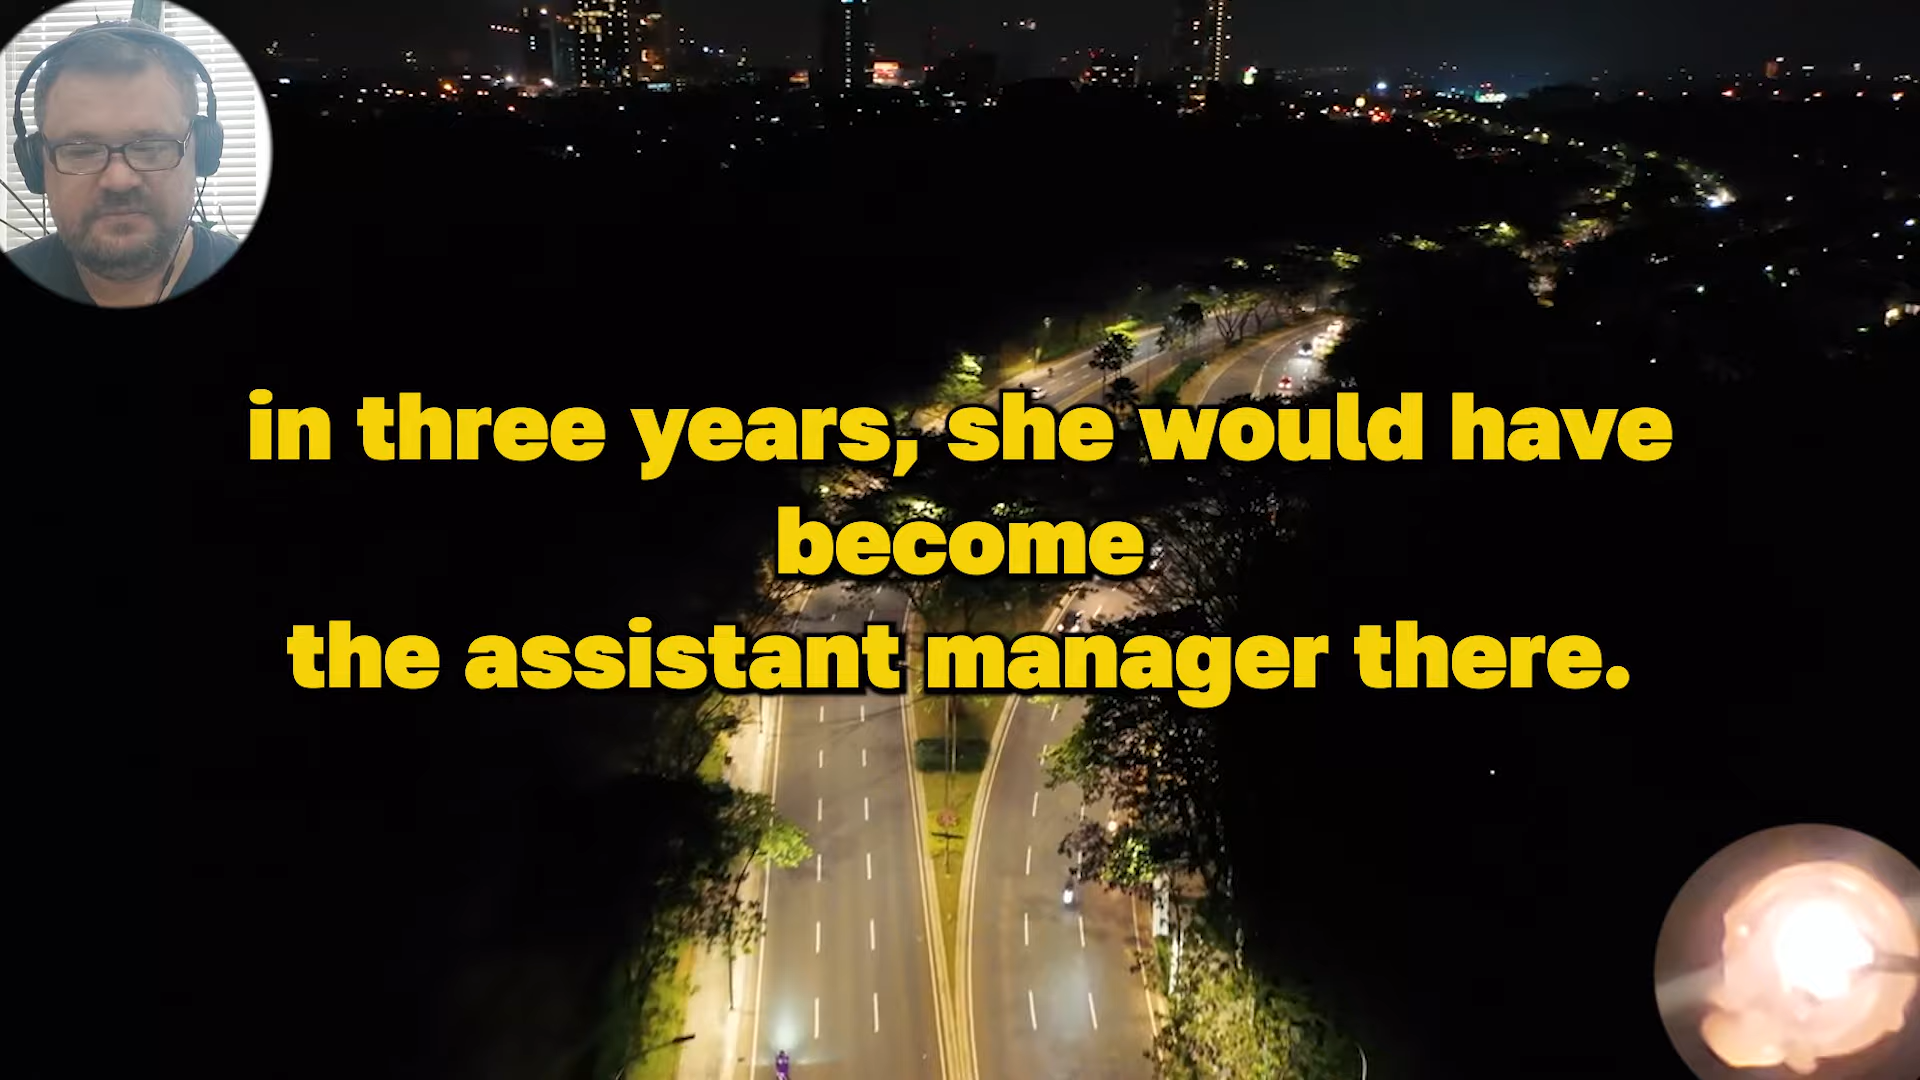 in three years, she would have
become
the assistant manager there.